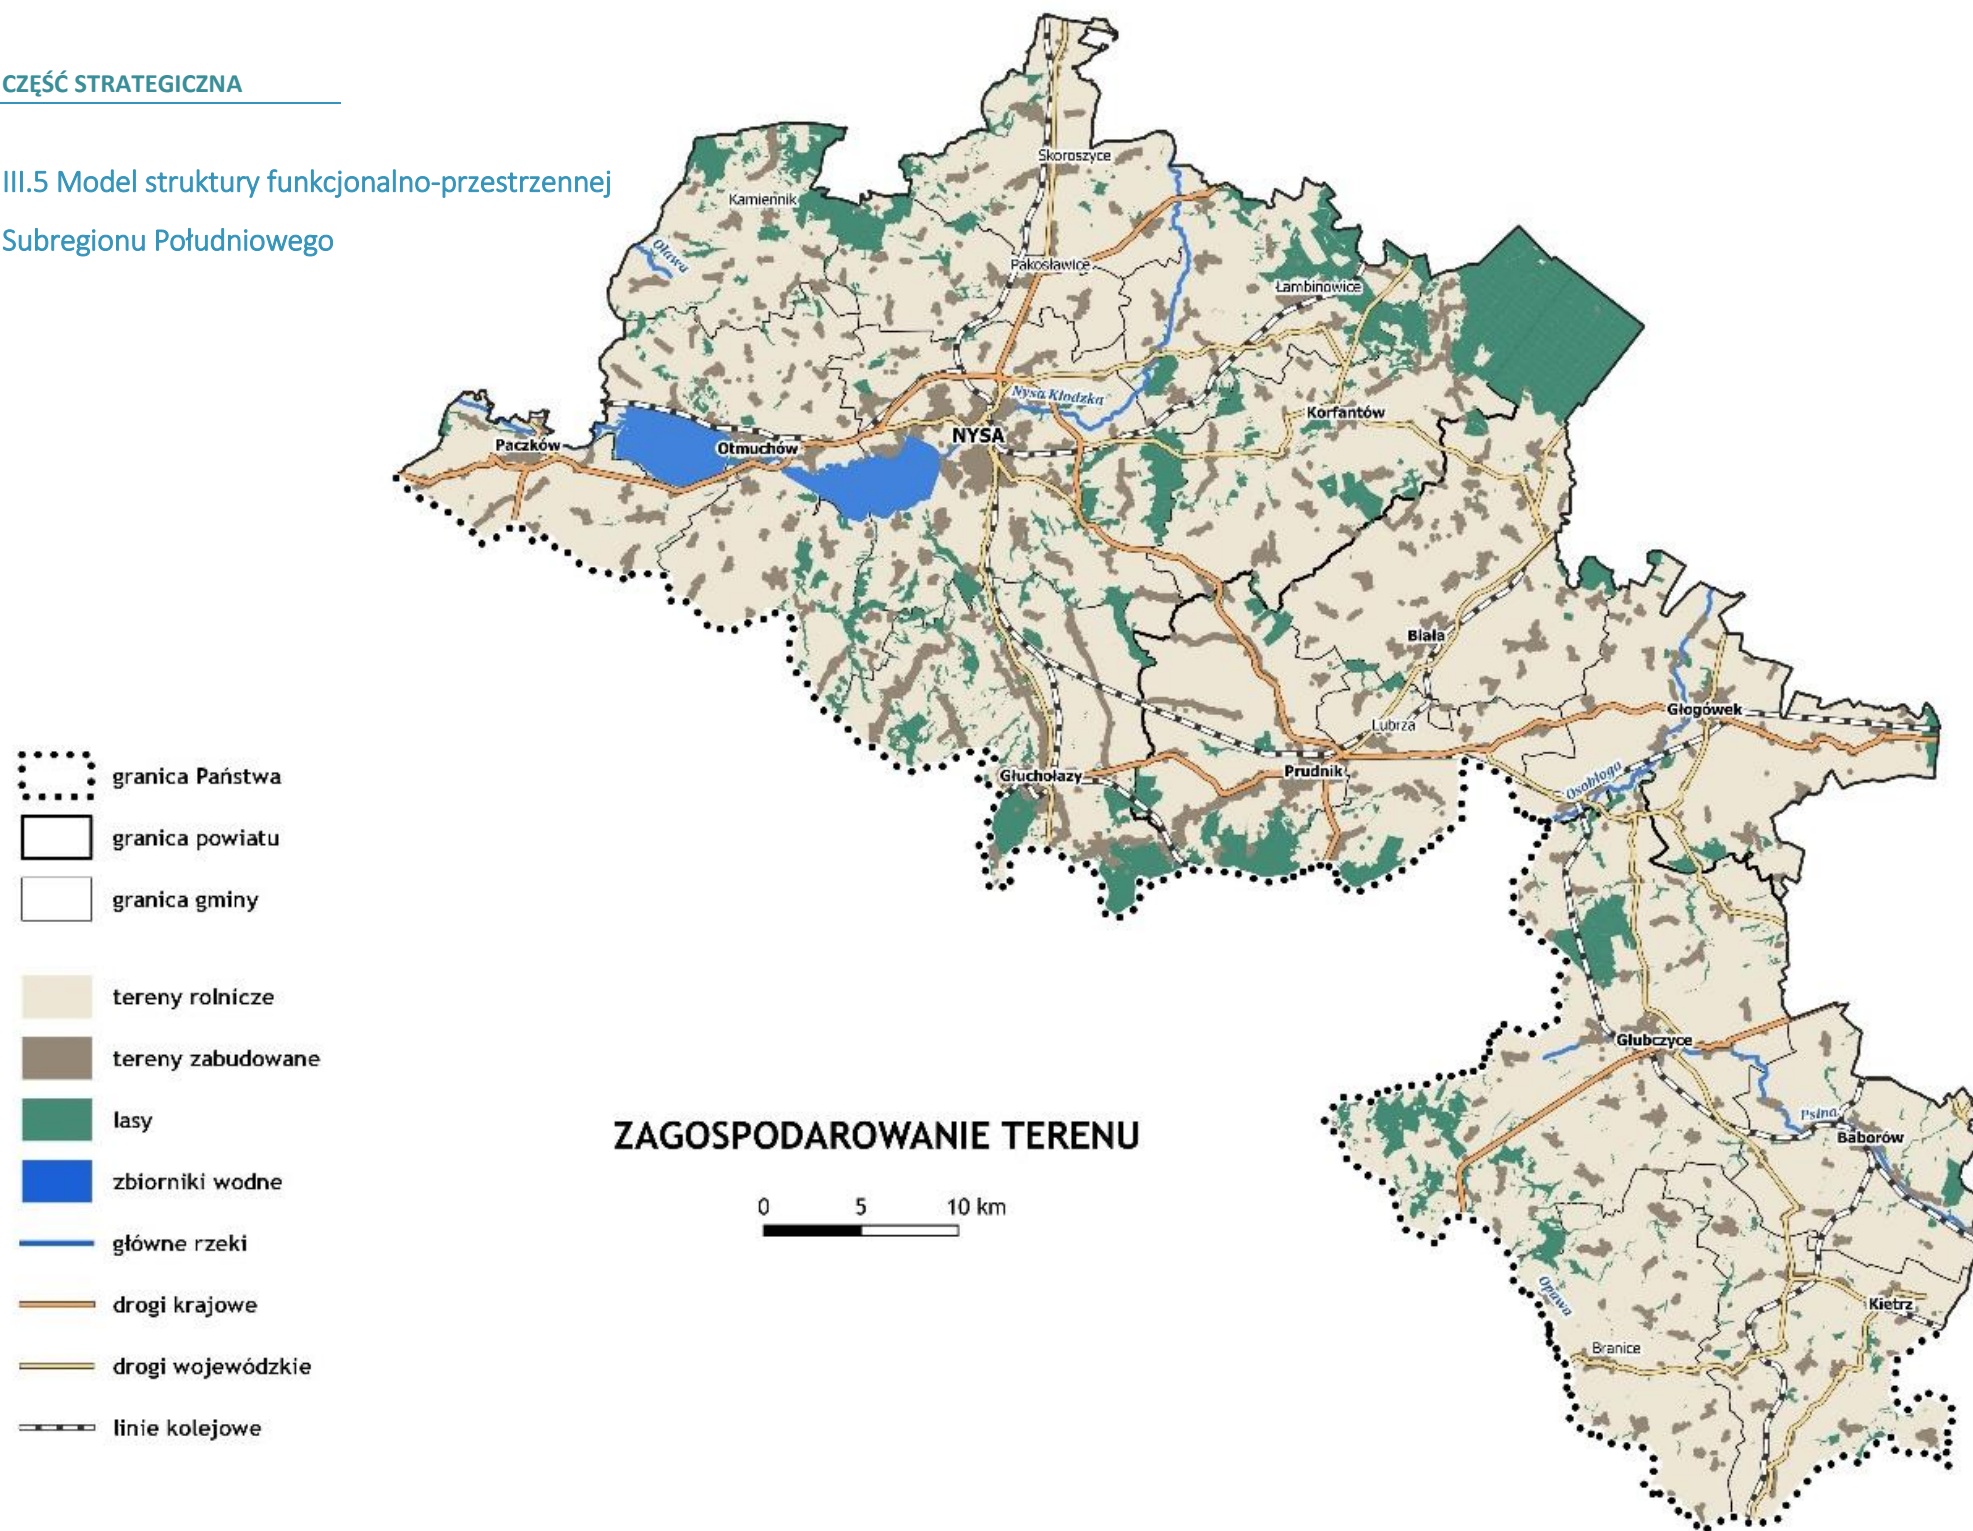 CZĘŚĆ STRATEGICZNA
III.5 Model struktury funkcjonalno-przestrzennej
Subregionu Południowego
Skoroszyce
Kamiennik
Oława
Pakosławice
Łambinowice
Nysa Kłodzka
Korfantów
NYSA
Paczków
Otmuchów
Biała
Głogówek
Lubrza
Głuchołazy
Prudnik
Osobłoga
granica Państwa
granica powiatu
granica gminy
tereny rolnicze
tereny zabudowane
lasy
zbiorniki wodne
główne rzeki
drogi krajowe
drogi wojewódzkie
linie kolejowe
ZAGOSPODAROWANIE TERENU
0 5 10 km
Głubczyce
Psina
Baborów
Opawa
Kietrz
Branice